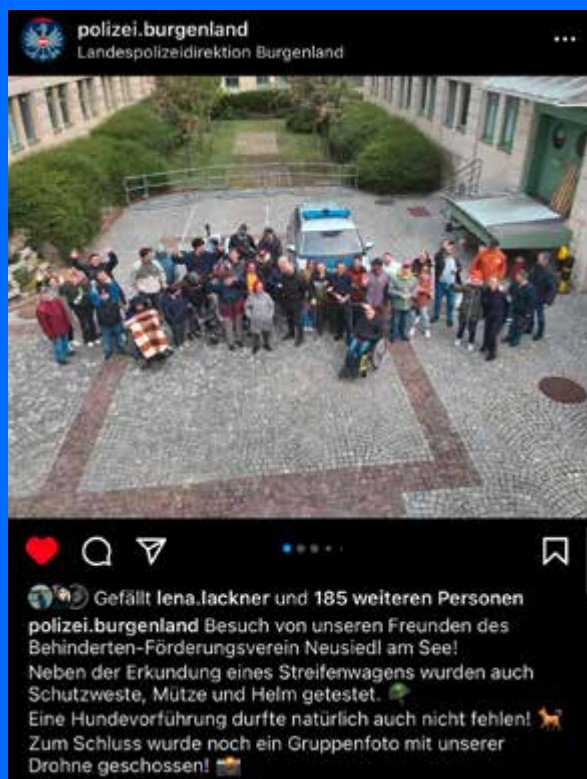 polizei.burgenland
Landespolizeidirektion Burgenland
Gefällt lena.lackner und 185 weiteren Personen
polizei.burgenland Besuch von unseren Freunden des
Behinderten-Förderungsverein Neusiedl am See!
Neben der Erkundung eines Streifenwagens wurden auch
Schutzweste, Mütze und Helm getestet. 🪖
Eine Hundevorführung durfte natürlich auch nicht fehlen! 🐕
Zum Schluss wurde noch ein Gruppenfoto mit unserer
Drohne geschossen! 📸